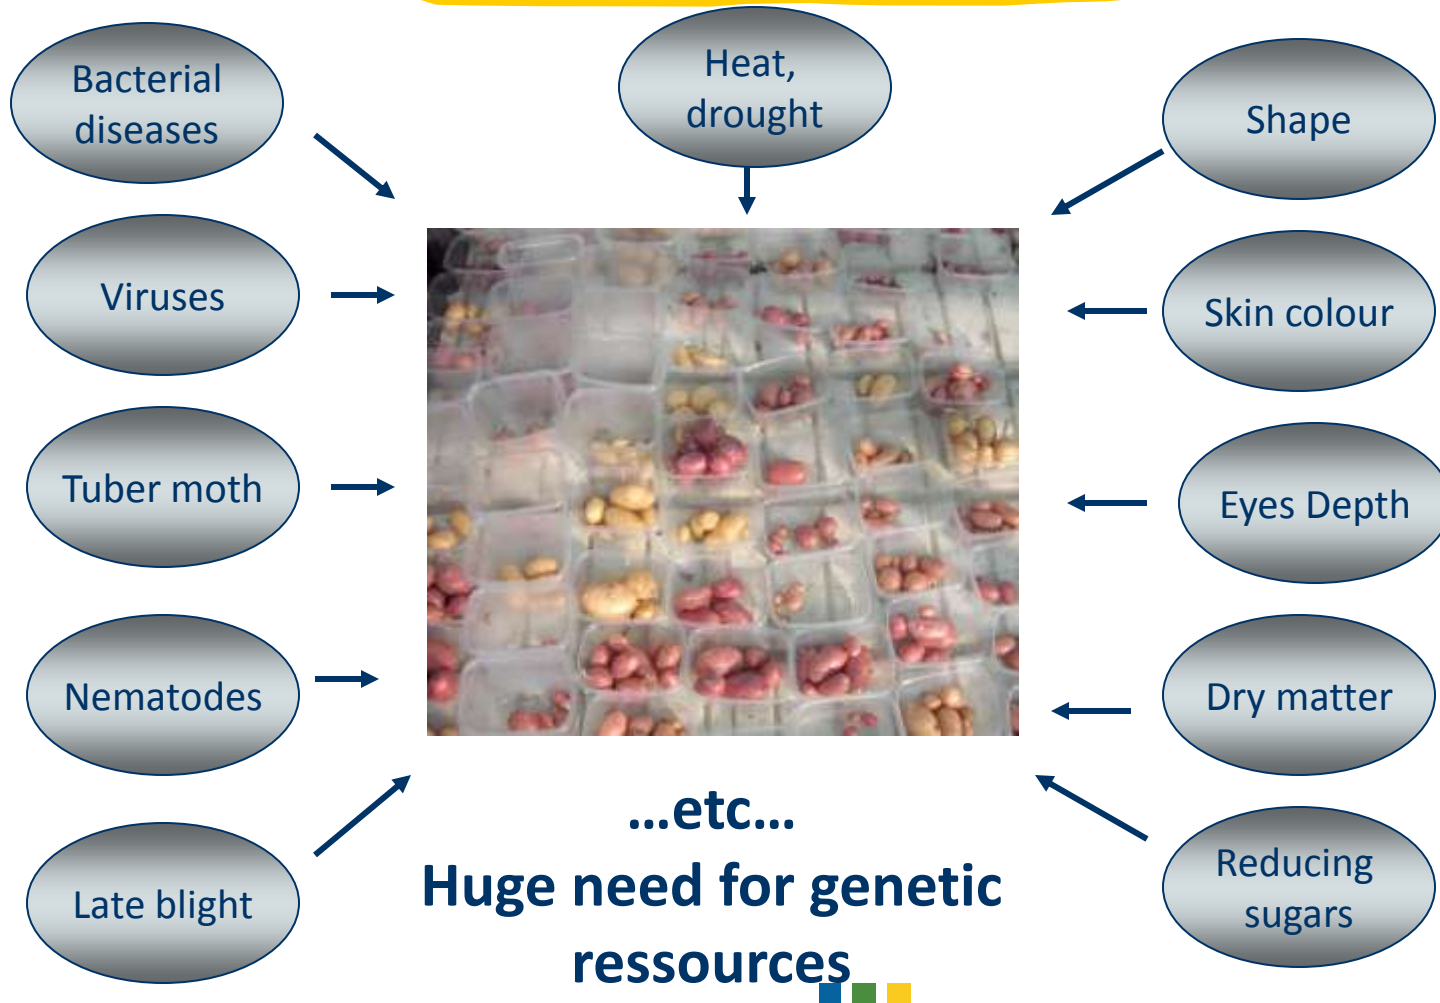 Bacterial
diseases
Heat,
drought
Shape
Viruses
Skin colour
Tuber moth
Eyes Depth
Nematodes
Dry matter
Late blight
Reducing
sugars
...etc...
Huge need for genetic
ressources